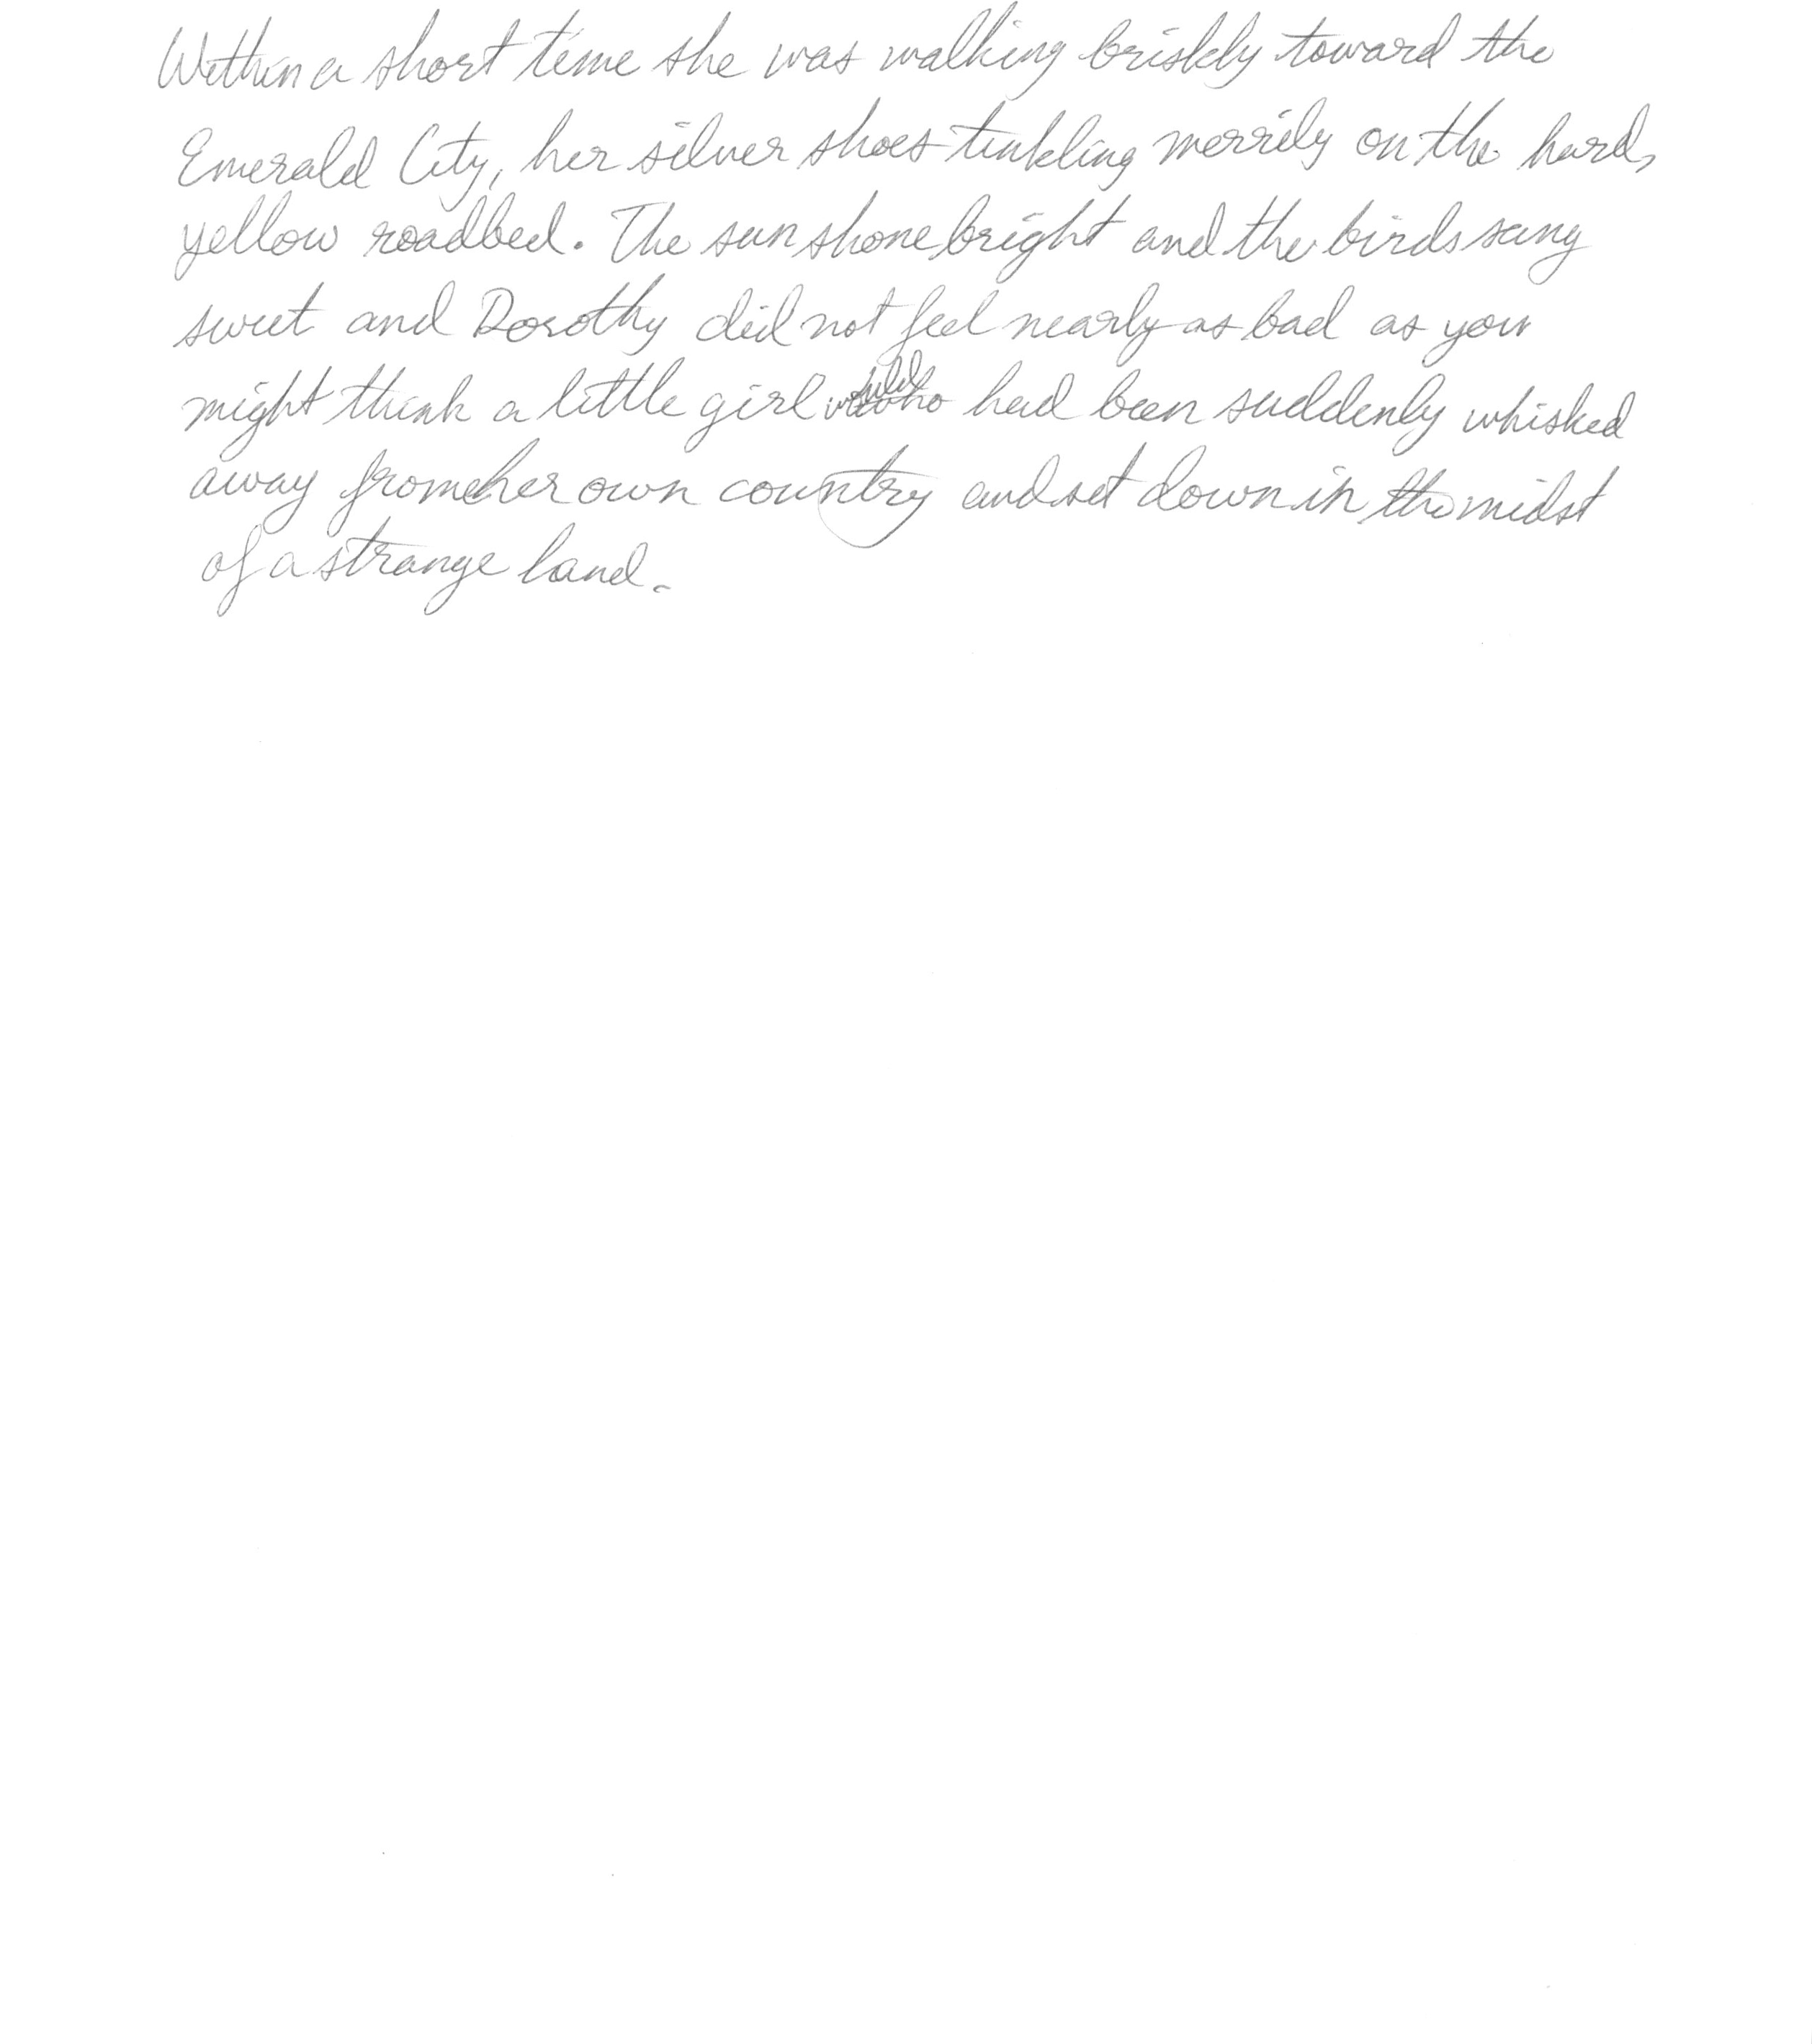 Within a short time she was walking briskly toward the
Emerald City, her silver shoes tinkling merrily on the hard,
yellow roadbed. The sun shone bright and the birds sang
sweet and Dorothy did not feel nearly as bad as you
might think a little girl who had been suddenly whisked
away from her own country and set down in the midst
of a strange land.